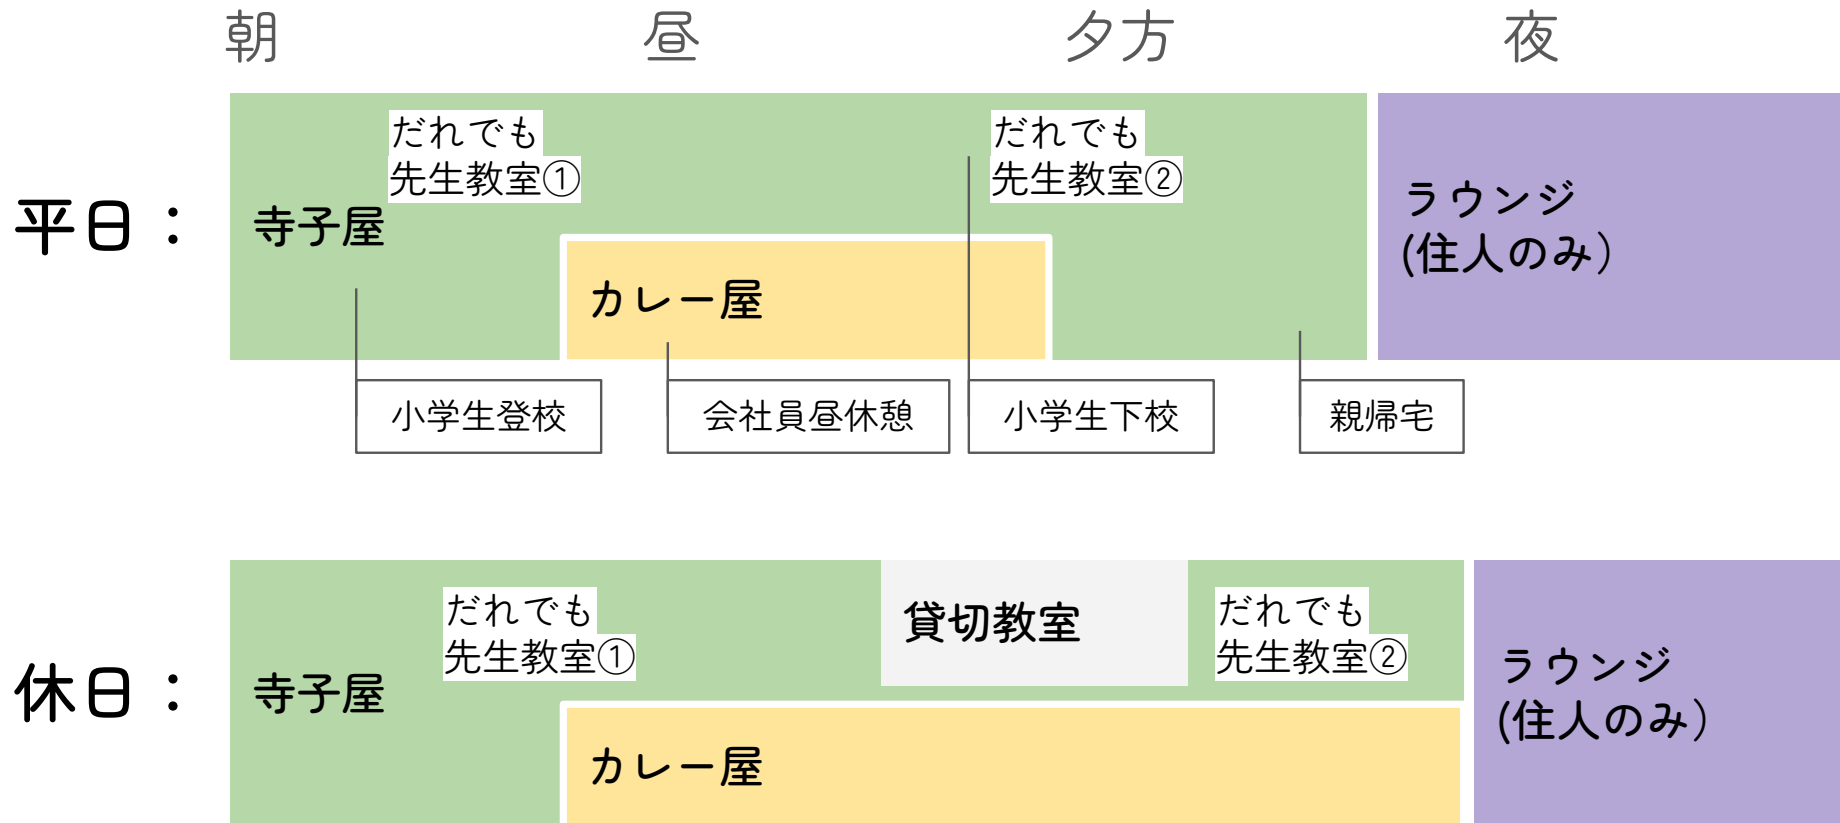 朝
昼
夕方
夜
平日：
寺子屋
だれでも
先生教室①
カレー屋
だれでも
先生教室②
ラウンジ
(住人のみ）
小学生登校
会社員昼休憩
小学生下校
親帰宅
休日：
寺子屋
だれでも
先生教室①
カレー屋
貸切教室
だれでも
先生教室②
ラウンジ
(住人のみ）